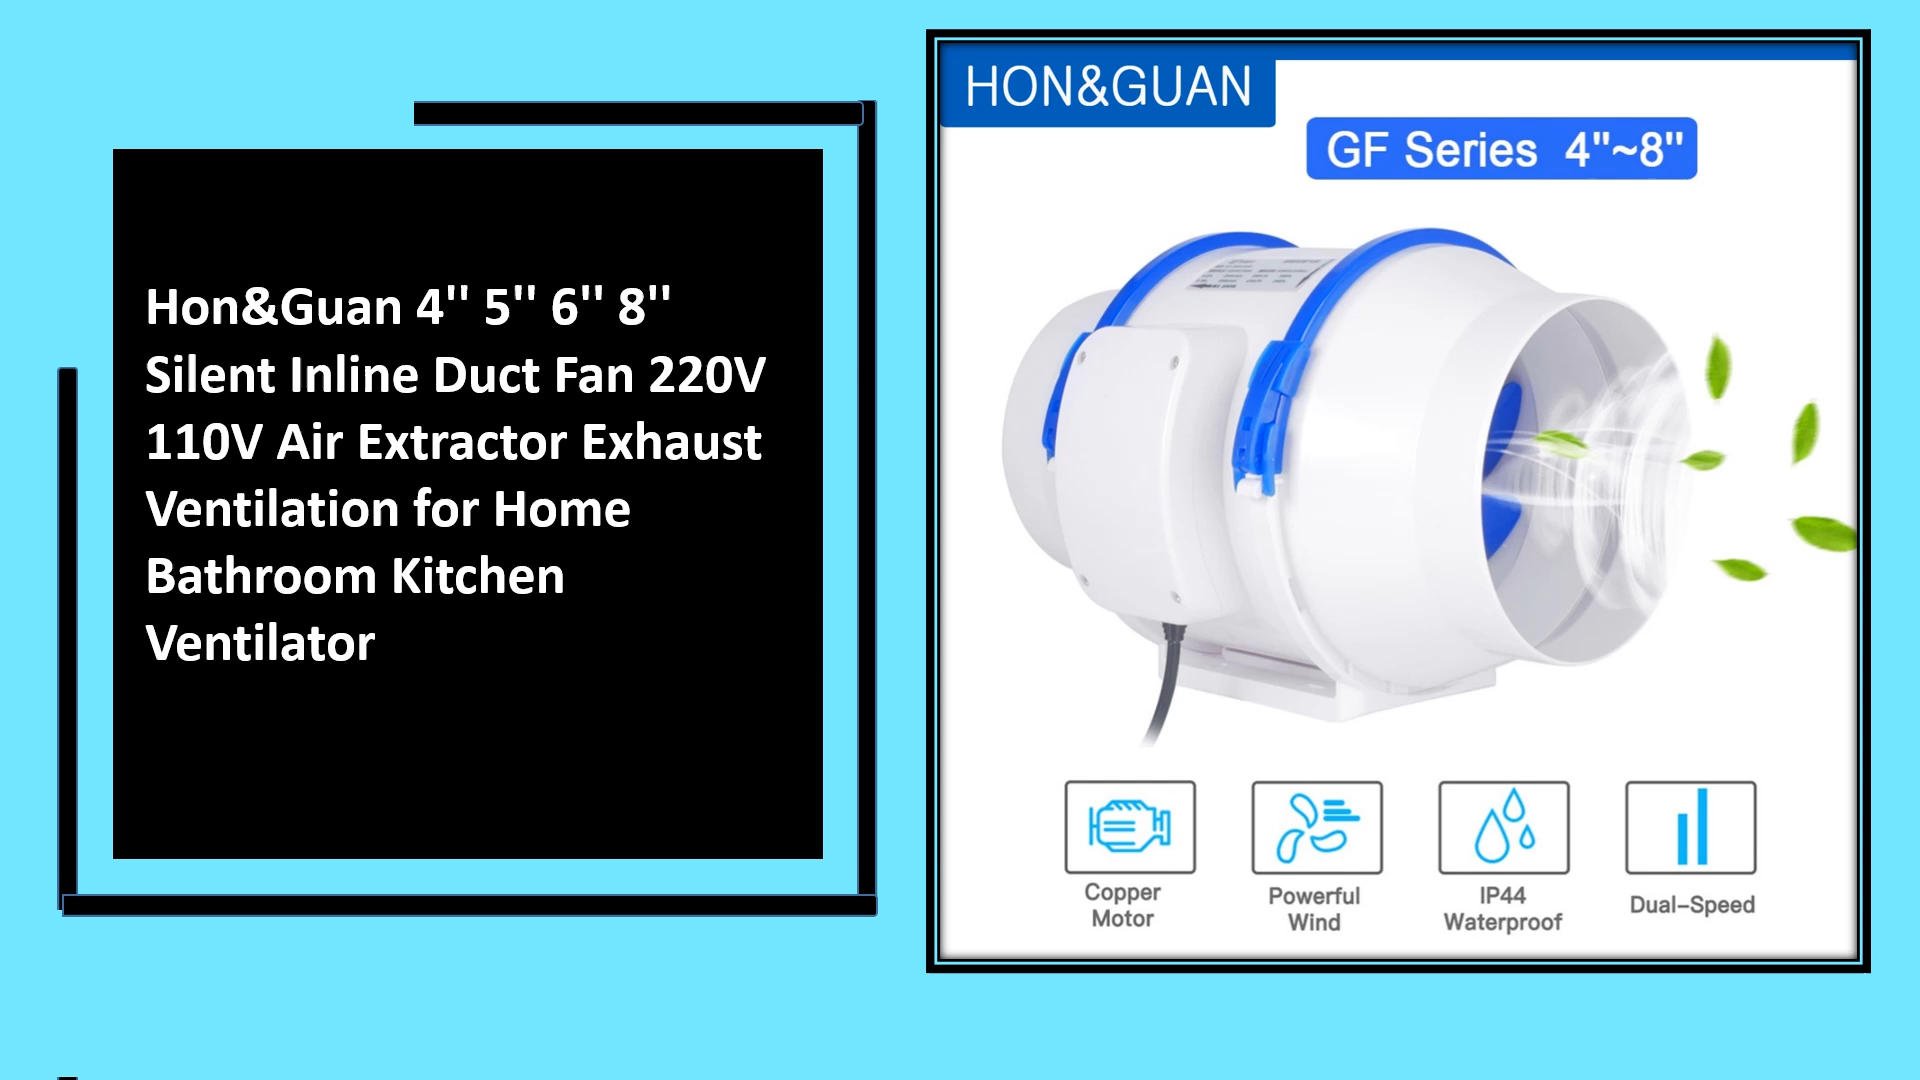 Hon&Guan 4'' 5'' 6'' 8''
Silent Inline Duct Fan 220V
110V Air Extractor Exhaust
Ventilation for Home
Bathroom Kitchen
Ventilator
HON&GUAN
GF Series 4"~8"
Copper
Motor
Powerful
Wind
IP44
Waterproof
Dual-Speed